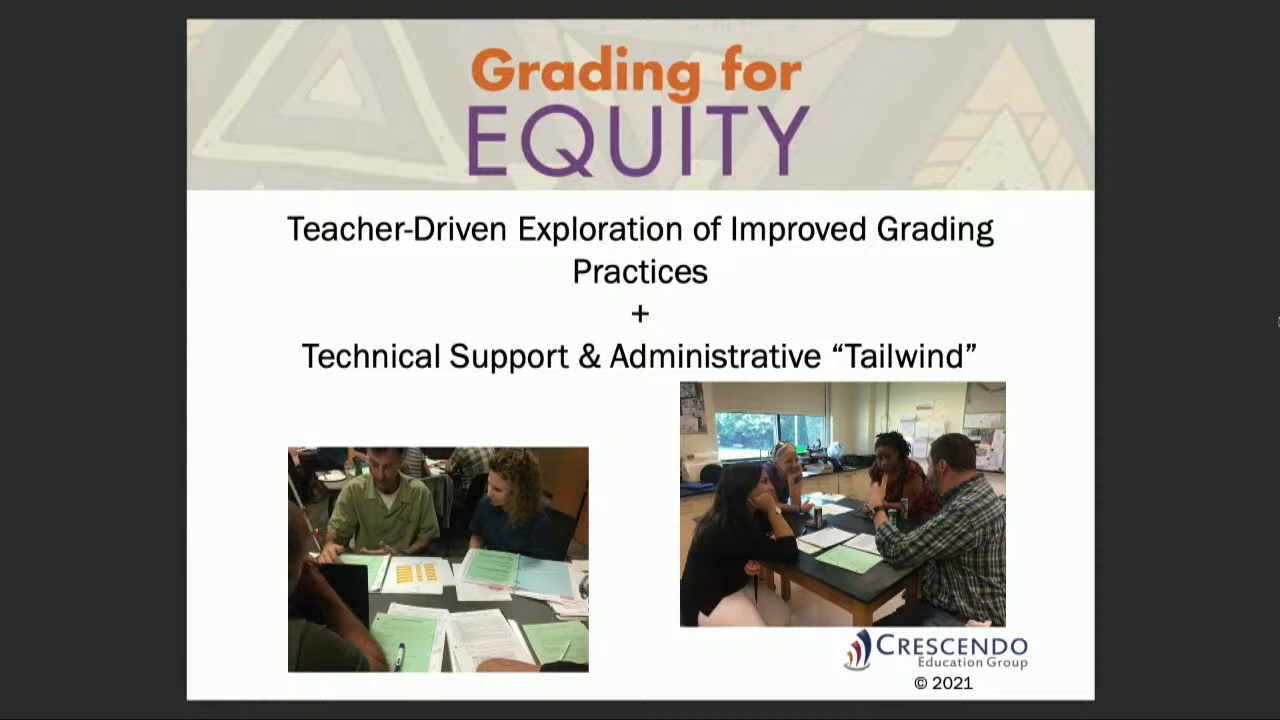 Grading for
EQUITY
Teacher-Driven Exploration of Improved Grading
Practices
+
Technical Support & Administrative “Tailwind”
CRESCENDO
Education Group
© 2021